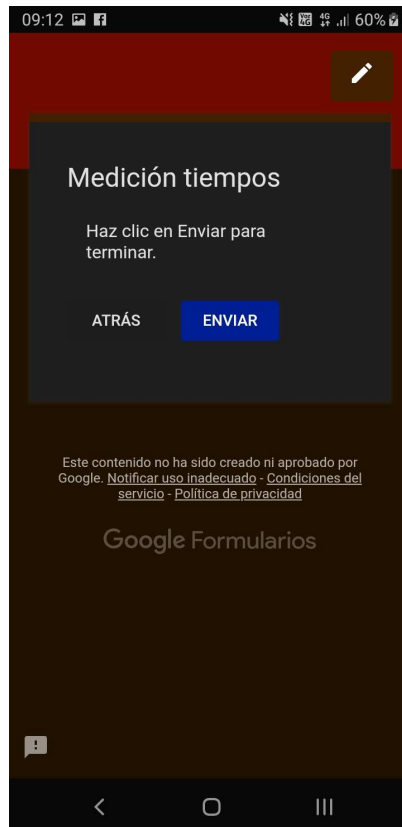 09:12 60%
Medición tiempos
Haz clic en Enviar para
terminar.
ATRÁS ENVIAR
Este contenido no ha sido creado ni aprobado por
Google. Notificar uso inadecuado - Condiciones del
servicio - Política de privacidad
Google Formularios